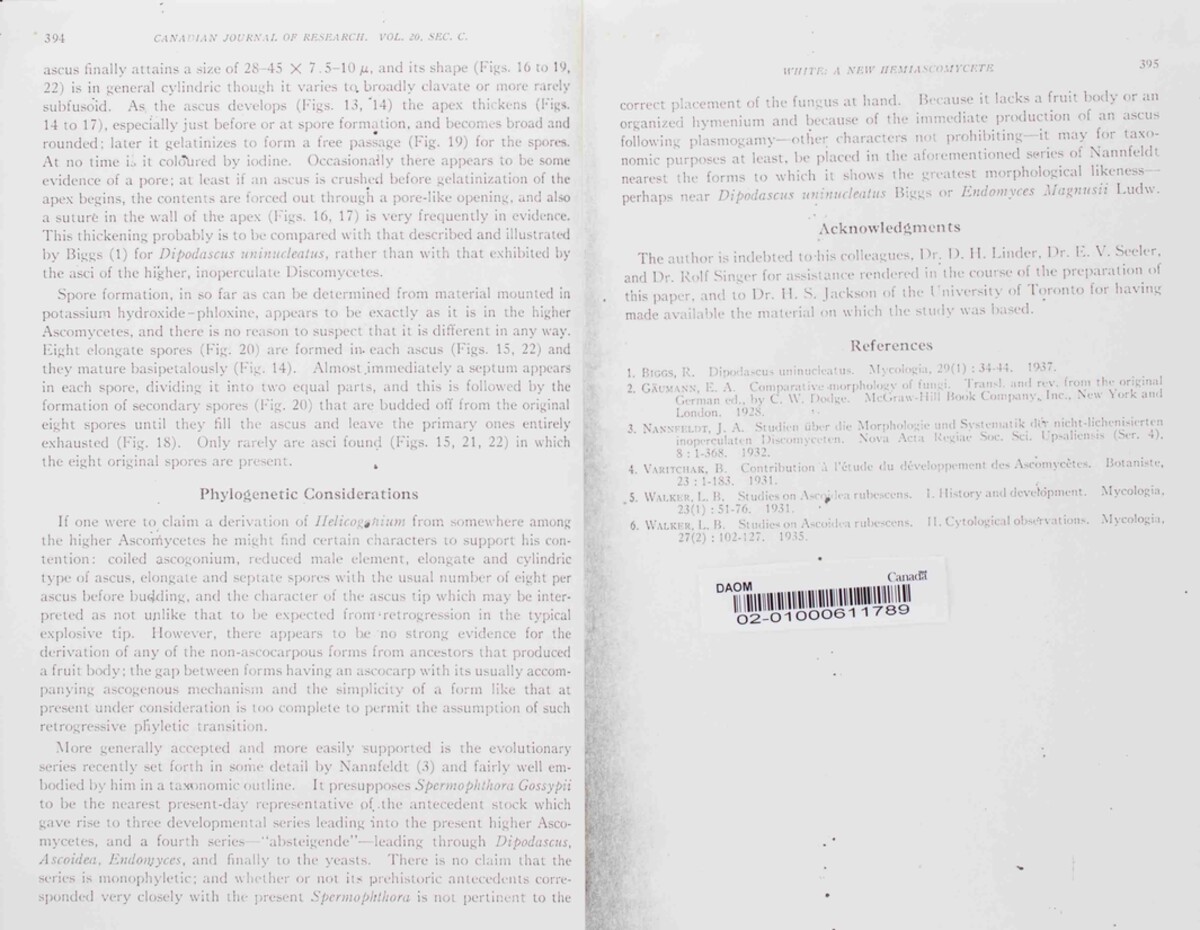 394
CANADIAN JOURNAL OF RESEARCH. VOL. 20, SEC. C.
ascus finally attains a size of 28–45 × 7.5–10 μ, and its shape (Figs. 16 to 19,
22) is in general cylindric though it varies to broadly clavate or more rarely
subfusoid. As the ascus develops (Figs. 13, 14) the apex thickens (Figs.
14 to 17), especially just before or at spore formation, and becomes broad and
rounded; later it gelatinizes to form a free passage (Fig. 19) for the spores.
At no time is it coloured by iodine. Occasionally there appears to be some
evidence of a pore; at least if an ascus is crushed before gelatinization of the
apex begins, the contents are forced out through a pore-like opening, and also
a suture in the wall of the apex (Figs. 16, 17) is very frequently in evidence.
This thickening probably is to be compared with that described and illustrated
by Biggs (1) for Dipodascus uninucleatus, rather than with that exhibited by
the asci of the higher, inoperculate Discomycetes.
Spore formation, in so far as can be determined from material mounted in
potassium hydroxide–phloxine, appears to be exactly as it is in the higher
Ascomycetes, and there is no reason to suspect that it is different in any way.
Eight elongate spores (Fig. 20) are formed in each ascus (Figs. 15, 22) and
they mature basipetalously (Fig. 14). Almost immediately a septum appears
in each spore, dividing it into two equal parts, and this is followed by the
formation of secondary spores (Fig. 20) that are budded off from the original
eight spores until they fill the ascus and leave the primary ones entirely
exhausted (Fig. 18). Only rarely are asci found (Figs. 15, 21, 22) in which
the eight original spores are present.
Phylogenetic Considerations
If one were to claim a derivation of Helicogonium from somewhere among
the higher Ascomycetes he might find certain characters to support his con-
tention: coiled ascogonium, reduced male element, elongate and cylindric
type of ascus, elongate and septate spores with the usual number of eight per
ascus before budding, and the character of the ascus tip which may be inter-
preted as not unlike that to be expected from retrogression in the typical
explosive tip. However, there appears to be no strong evidence for the
derivation of any of the non-ascocarpous forms from ancestors that produced
a fruit body; the gap between forms having an ascocarp with its usually accom-
panying ascogenous mechanism and the simplicity of a form like that at
present under consideration is too complete to permit the assumption of such
retrogressive phyletic transition.
More generally accepted and more easily supported is the evolutionary
series recently set forth in some detail by Nannfeldt (3) and fairly well em-
bodied by him in a taxonomic outline. It presupposes Spermophthora Gossypii
to be the nearest present-day representative of the antecedent stock which
gave rise to three developmental series leading into the present higher Asco-
mycetes, and a fourth series—"absteigende"—leading through Dipodascus,
Ascoidea, Endomyces, and finally to the yeasts. There is no claim that the
series is monophyletic; and whether or not its prehistoric antecedents corre-
sponded very closely with the present Spermophthora is not pertinent to the
WHITE: A NEW HEMIASCOMYCETE
395
correct placement of the fungus at hand. Because it lacks a fruit body or an
organized hymenium and because of the immediate production of an ascus
following plasmogamy—other characters not prohibiting—it may for taxo-
nomic purposes at least, be placed in the aforementioned series of Nannfeldt
nearest the forms to which it shows the greatest morphological likeness—
perhaps near Dipodascus uninucleatus Biggs or Endomyces Magnusii Ludw.
Acknowledgments
The author is indebted to his colleagues, Dr. D. H. Linder, Dr. E. V. Seeler,
and Dr. Rolf Singer for assistance rendered in the course of the preparation of
this paper, and to Dr. H. S. Jackson of the University of Toronto for having
made available the material on which the study was based.
References
1. BIGGS, R. Dipodascus uninucleatus. Mycologia, 29(1) : 34-44. 1937.
2. GÄUMANN, E. A. Comparative morphology of fungi. Transl. and rev. from the original
German ed., by C. W. Dodge. McGraw-Hill Book Company, Inc., New York and
London. 1928.
3. NANNFELDT, J. A. Studien über die Morphologie und Systematik der nicht-lichenisierten
inoperculaten Discomyceten. Nova Acta Regiae Soc. Sci. Upsaliensis (Ser. 4),
8 : 1-368. 1932.
4. VARITCHAK, B. Contribution à l'étude du développement des Ascomycètes. Botaniste,
23 : 1-183. 1931.
5. WALKER, L. B. Studies on Ascoidea rubescens. I. History and development. Mycologia,
23(1) : 51-76. 1931.
6. WALKER, L. B. Studies on Ascoidea rubescens. II. Cytological observations. Mycologia,
27(2) : 102-127. 1935.
DAOM
Canada
02-01000611789